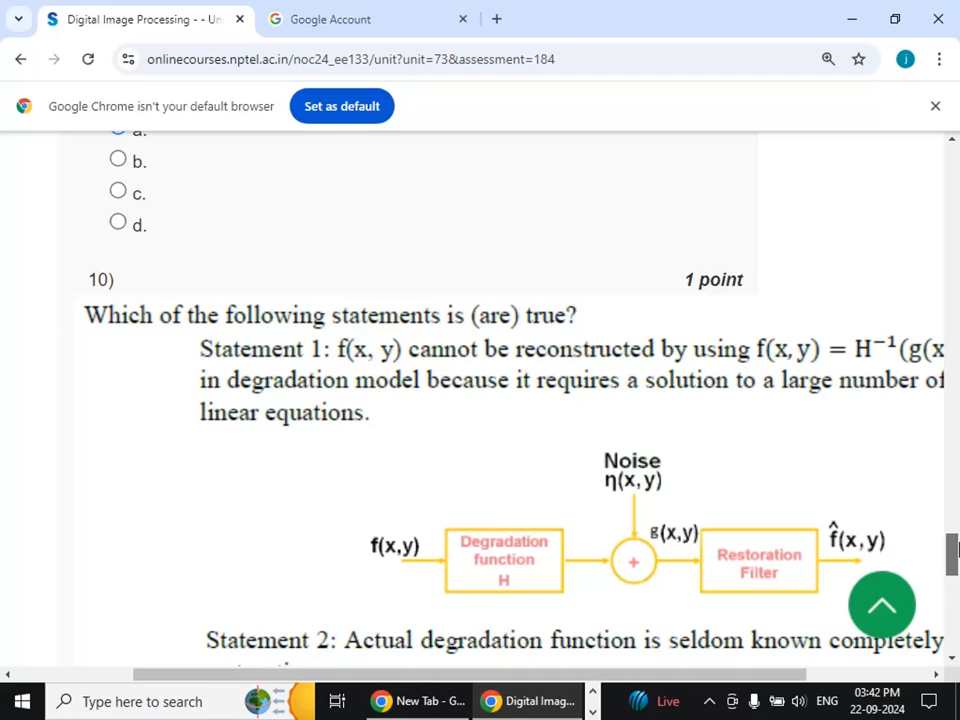 Digital Image Processing - - Un
Google Account
onlinecourses.nptel.ac.in/noc24_ee133/unit?unit=73&assessment=184
j
Google Chrome isn't your default browser
Set as default
a.
b.
c.
d.
10)
1 point
Which of the following statements is (are) true?
Statement 1: f(x, y) cannot be reconstructed by using f(x, y) = H⁻¹(g(x
in degradation model because it requires a solution to a large number of
linear equations.
Noise
η(x,y)
f(x,y)
Degradation
function
H
+
g(x,y)
Restoration
Filter
f̂(x,y)
Statement 2: Actual degradation function is seldom known completely
Type here to search
New Tab - G...
Digital Imag...
Live
ENG
03:42 PM
22-09-2024